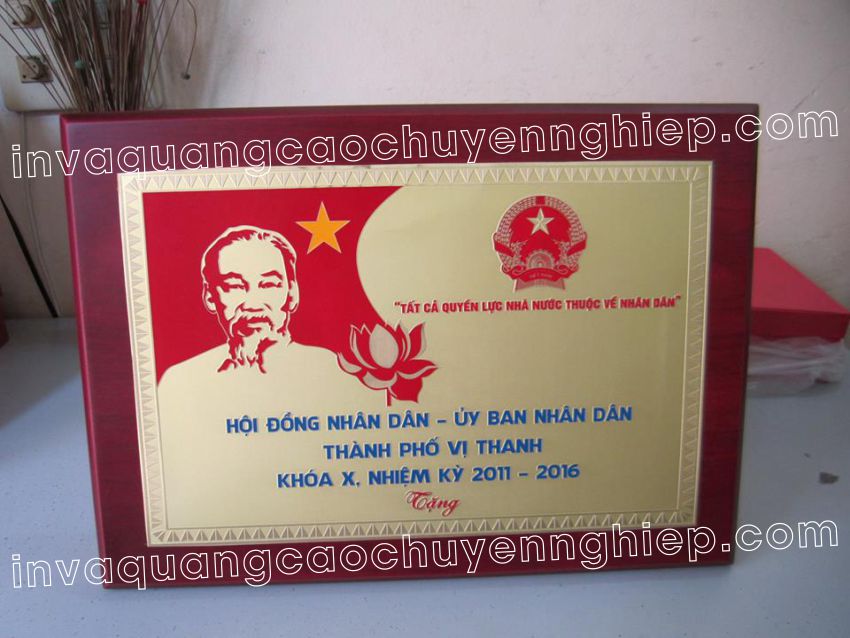 invaquangcaochuyennghiep.com
"TẤT CẢ QUYỀN LỰC NHÀ NƯỚC THUỘC VỀ NHÂN DÂN"
HỘI ĐỒNG NHÂN DÂN - ỦY BAN NHÂN DÂN
THÀNH PHỐ VỊ THANH
KHÓA X, NHIỆM KỲ 2011 - 2016
Tặng
invaquangcaochuyennghiep.com